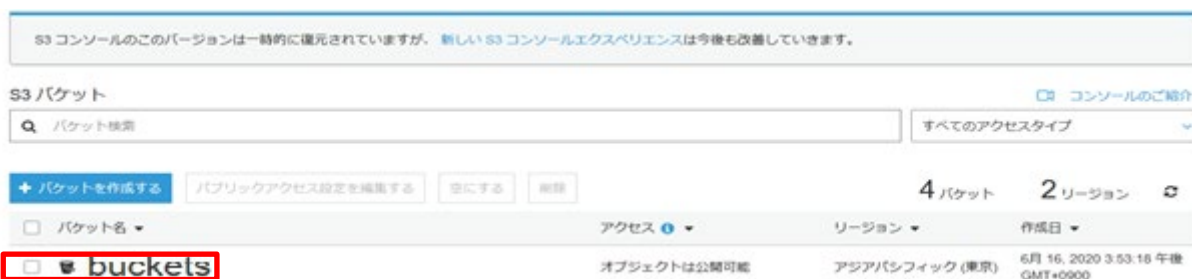 S3 コンソールのこのバージョンは一時的に復元されていますが、 新しい S3 コンソールエクスペリエンスは今後も改善していきます。
S3 バケット
コンソールのご紹介
バケット検索
すべてのアクセスタイプ
+ バケットを作成する
パブリックアクセス設定を編集する
空にする
削除
4 バケット
2 リージョン
バケット名
アクセス
リージョン
作成日
buckets
オブジェクトは公開可能
アジアパシフィック (東京)
6月 16, 2020 3:53:16 午後
GMT+0900